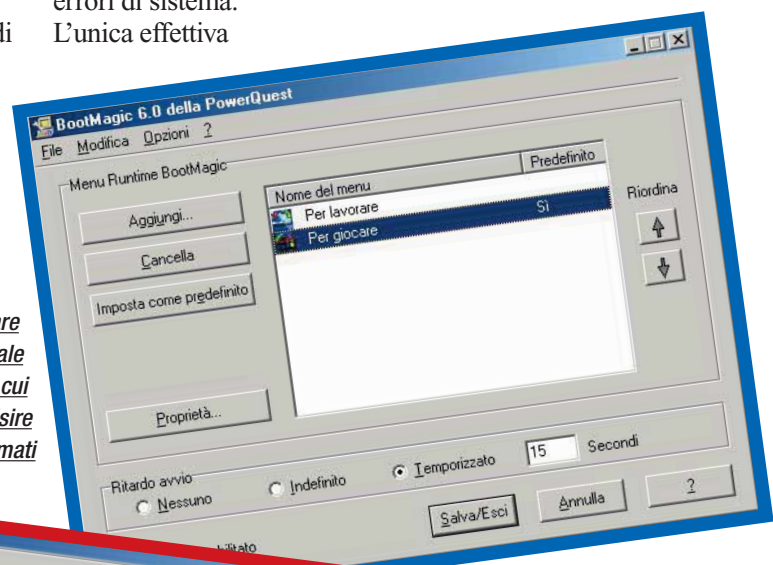 errori di sistema.
di L'unica effettiva
BootMagic 6.0 della PowerQuest
File Modifica Opzioni ?
Menu Runtime BootMagic
Nome del menu Predefinito
Aggiungi... Per lavorare Riordina
Cancella Per giocare Sì
Imposta come predefinito
Proprietà...
Ritardo avvio
Nessuno Indefinito Temporizzato 15 Secondi
Salva/Esci Annulla ?
cui